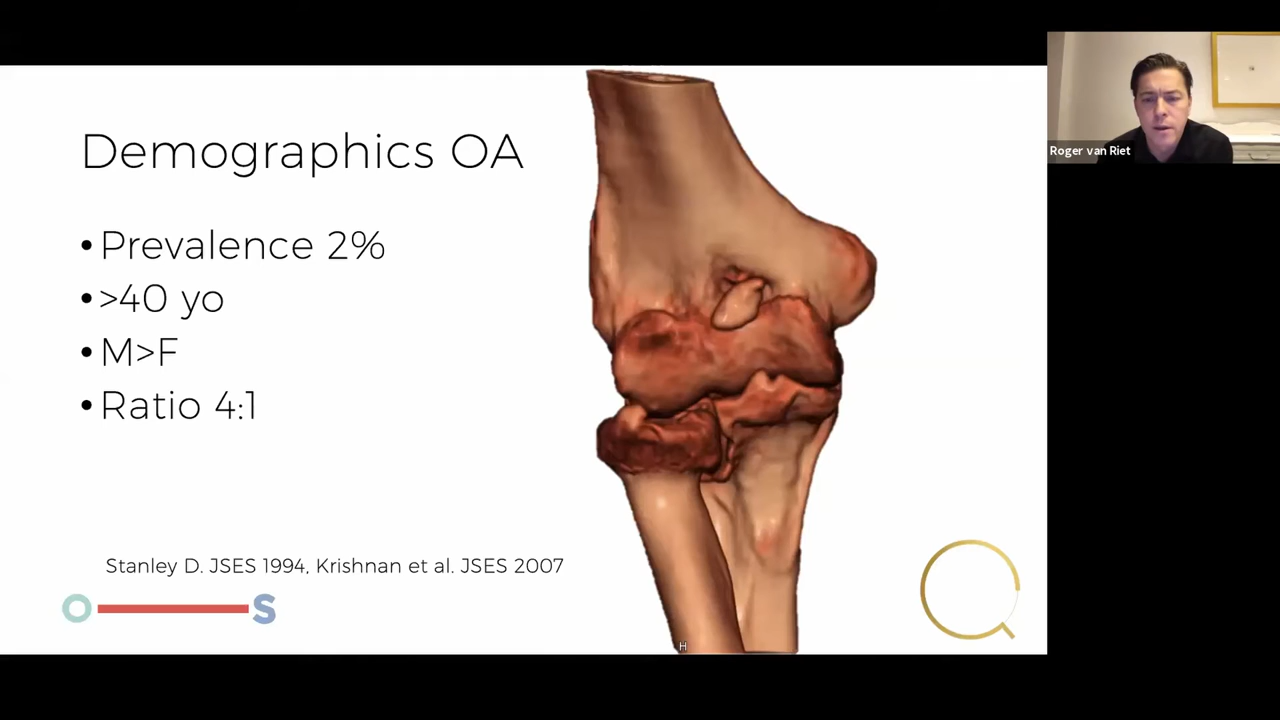 Demographics OA
•Prevalence 2%
•>40 yo
•M>F
•Ratio 4:1
Stanley D. JSES 1994, Krishnan et al. JSES 2007
O S
H
Roger van Riet